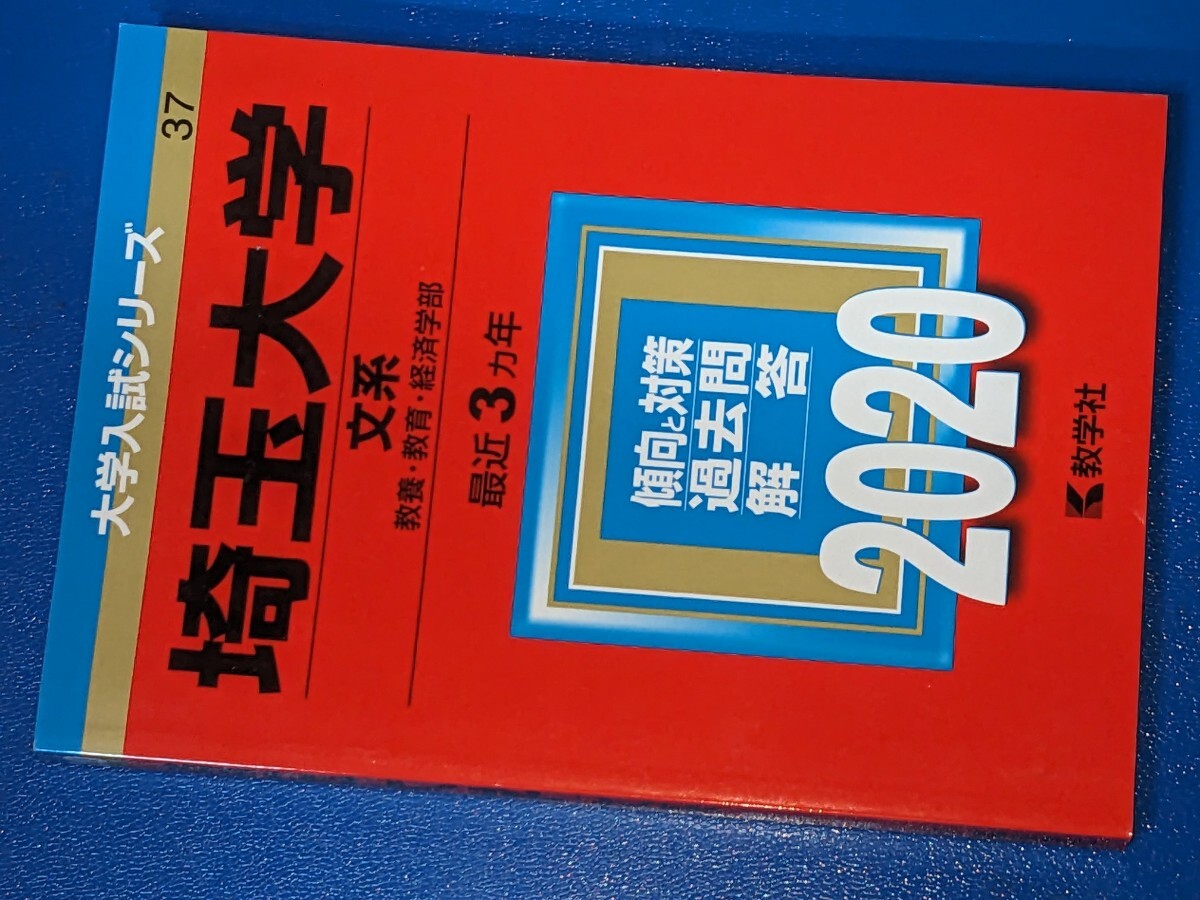 大学入試シリーズ
37
埼玉大学
文系
教養・教育・経済学部
最近3カ年
傾向と対策
過去問
解答
2020
教学社